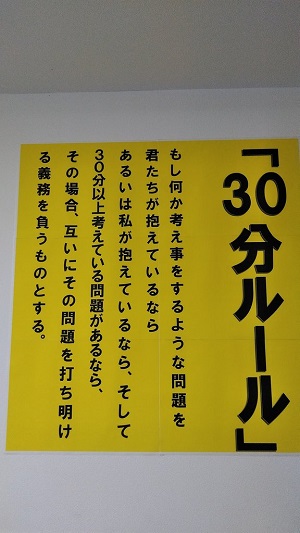 「30分ルール」
もし何か考え事をするような問題を
君たちが抱えているなら
あるいは私が抱えているなら、そして
30分以上考えている問題があるなら、
その場合、互いにその問題を打ち明け
る義務を負うものとする。